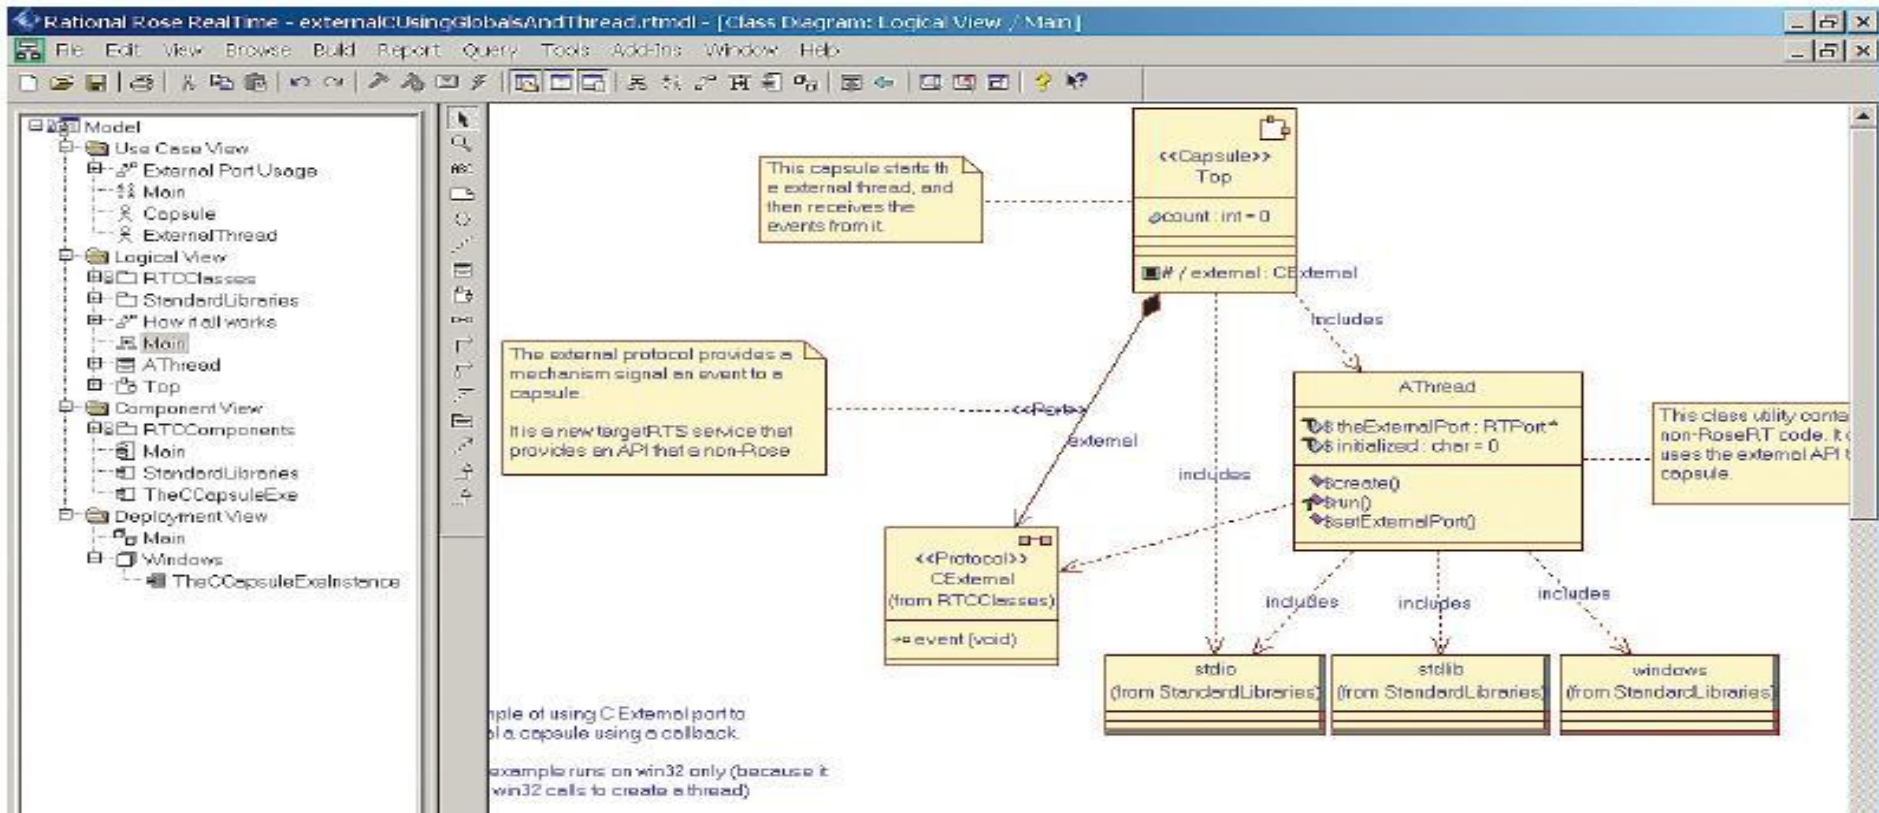 Rational Rose RealTime - externalCUsingGlobalsAndThread.rtmdl - [Class Diagram: Logical View / Main]
File Edit View Browse Build Report Query Tools Add-Ins Window Help
Model
Use Case View
External Port Usage
Main
Capsule
ExternalThread
Logical View
RTCClasses
StandardLibraries
How it all works
Main
AThread
Top
Component View
RTCComponents
Main
StandardLibraries
TheCCapsuleExe
Deployment View
Main
Windows
TheCCapsuleExeInstance
ABC
This capsule starts th
e external thread, and
then receives the
events from it.
<<Capsule>>
Top
count : int = 0
# / external : CExternal
Includes
The external protocol provides a
mechanism signal an event to a
capsule.
It is a new targetRTS service that
provides an API that a non-Rose
<<Port>>
external
includes
AThread
$ theExternalPort : RTPort *
$ initialized : char = 0
$create()
$run()
$setExternalPort()
This class utility conta
non-RoseRT code. It
uses the external API
capsule.
<<Protocol>>
CExternal
(from RTCClasses)
event (void)
includes
includes
includes
stdio
(from StandardLibraries)
stdlib
(from StandardLibraries)
windows
(from StandardLibraries)
mple of using C External port to
a capsule using a callback.
example runs on win32 only (because it
win32 calls to create a thread)